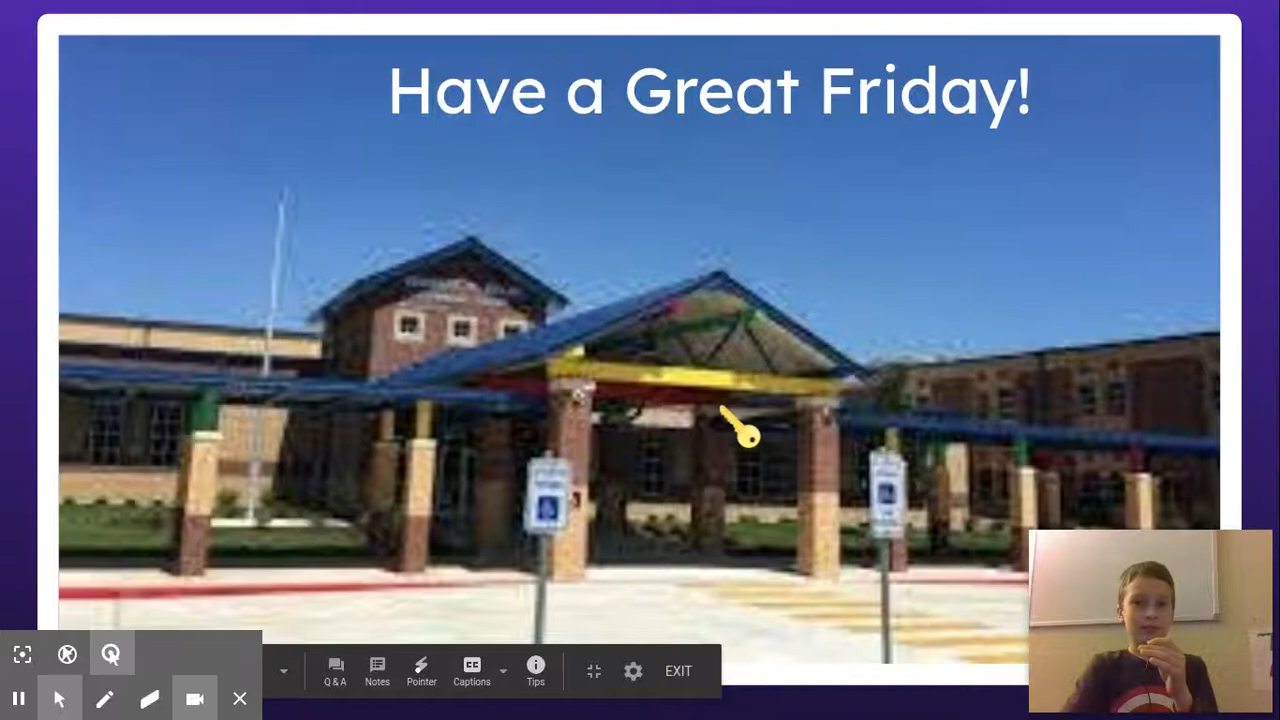 Have a Great Friday!
Q & A
Notes
Pointer
Captions
Tips
EXIT